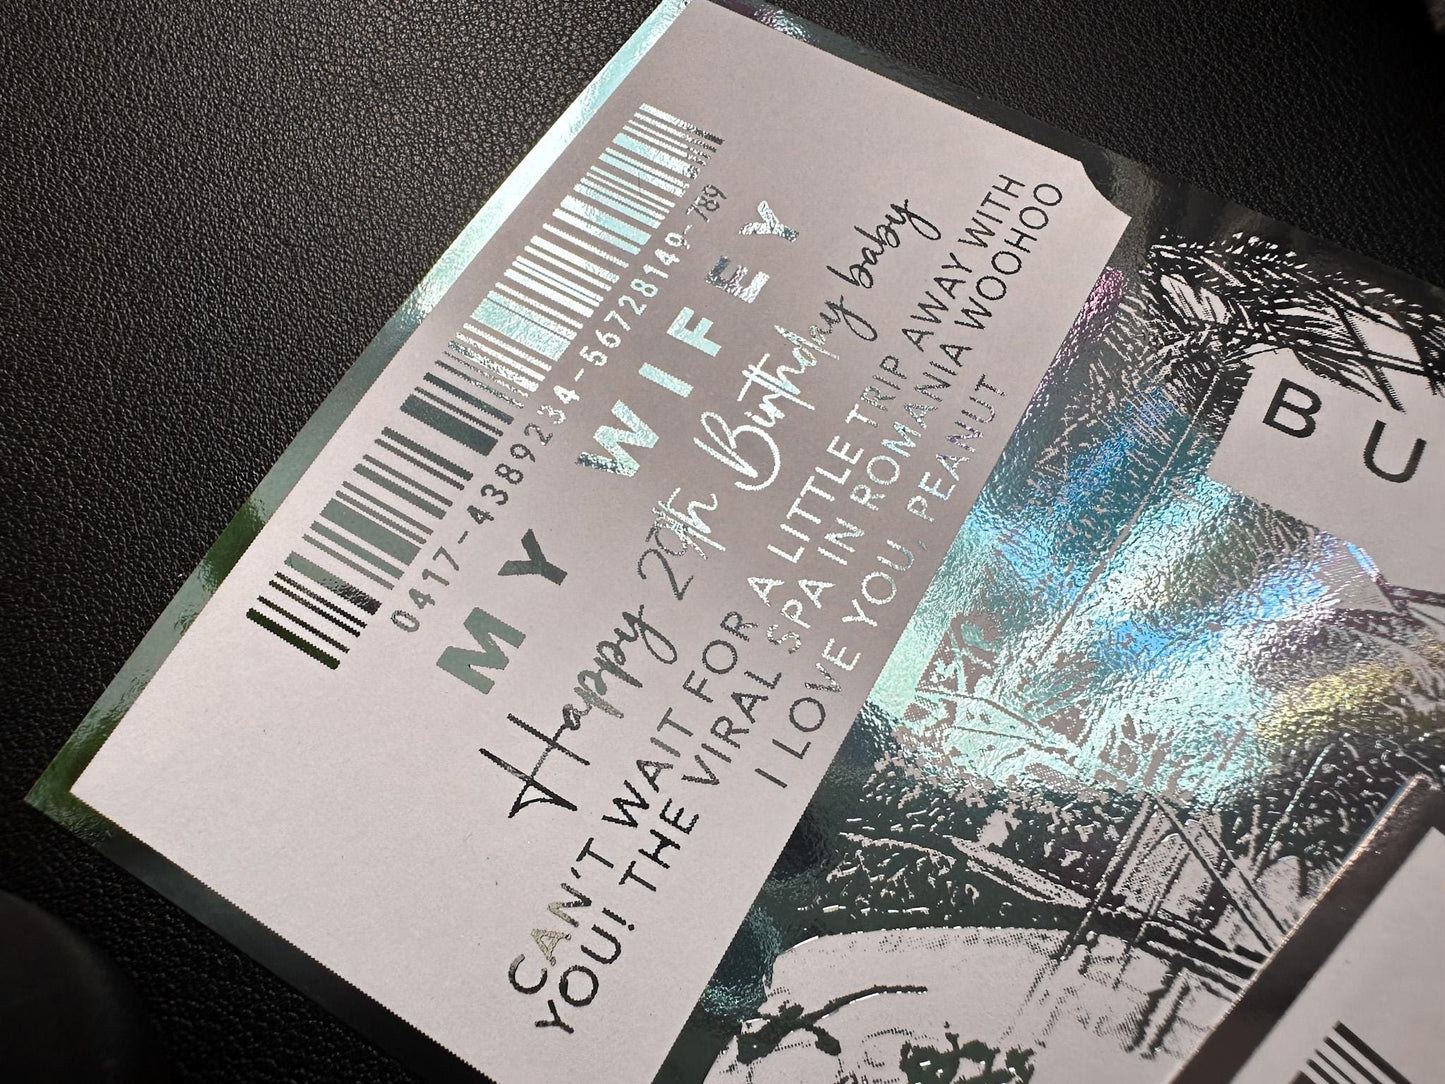 0417-4389234-56728149-789
MY WIFEY
Happy 29th Birthday baby
CAN'T WAIT FOR A LITTLE TRIP AWAY WITH
YOU! THE VIRAL SPA IN ROMANIA WOOHOO
I LOVE YOU, PEANUT
BU